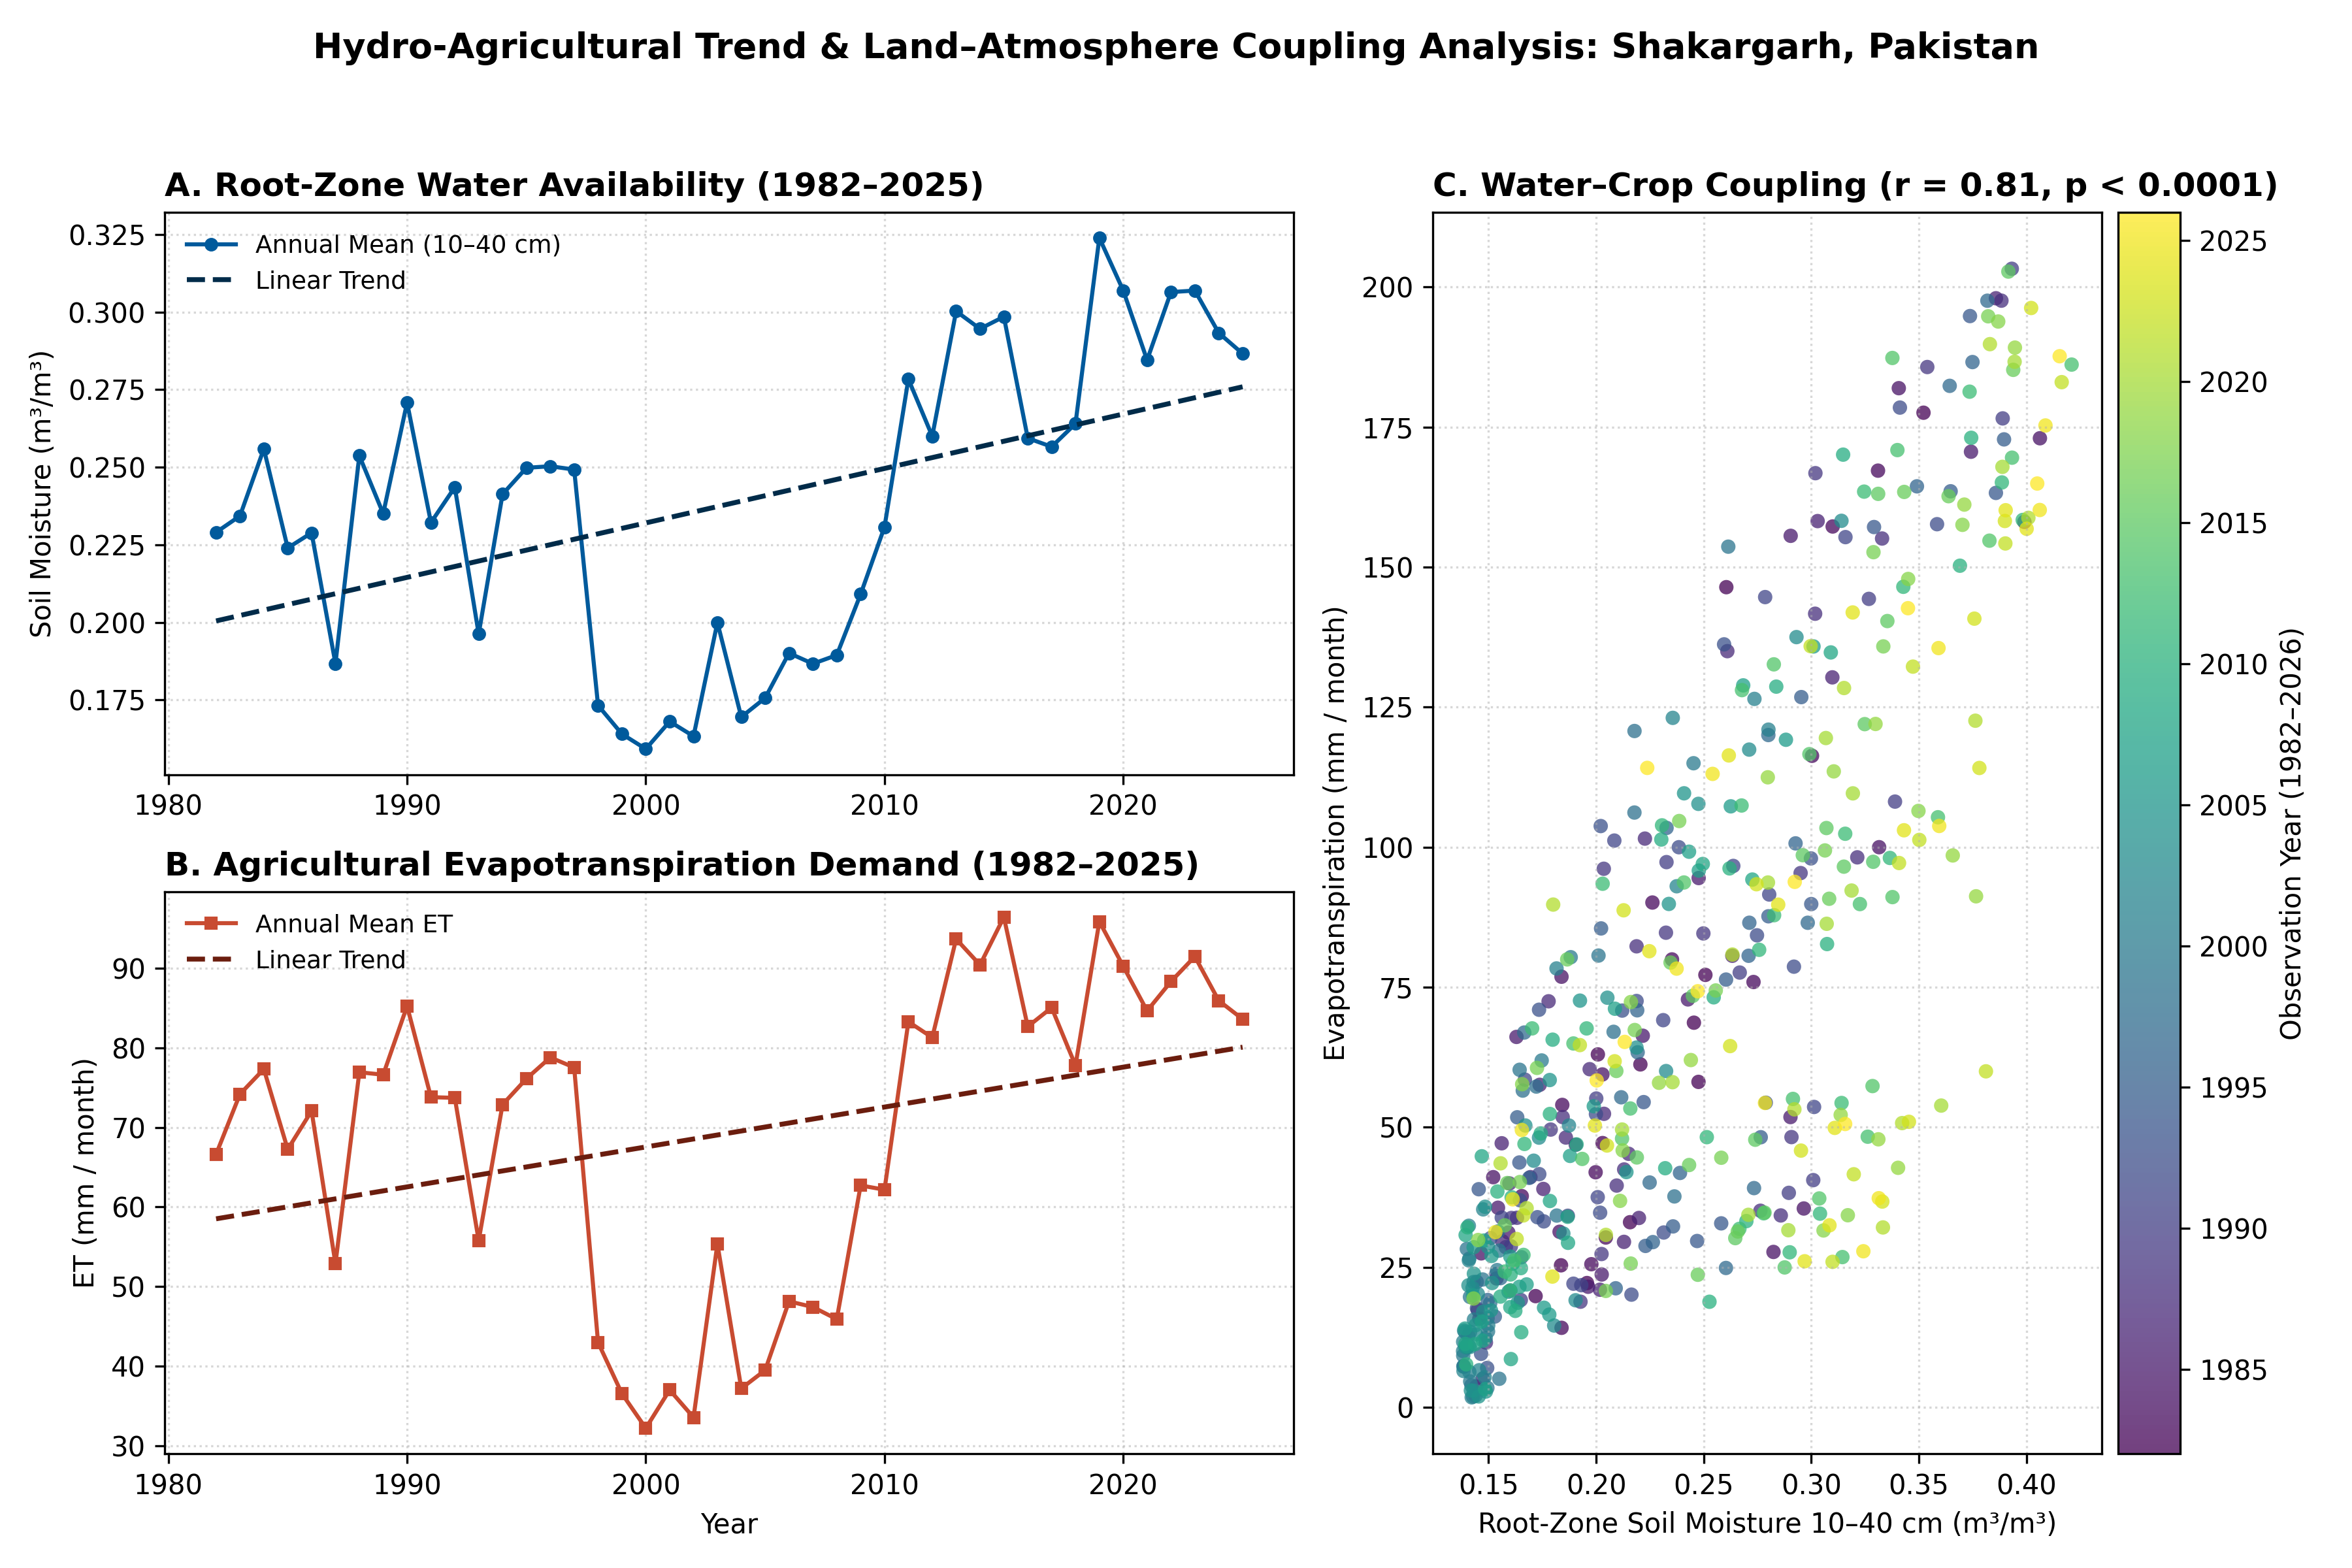 Hydro-Agricultural Trend & Land–Atmosphere Coupling Analysis: Shakargarh, Pakistan
A. Root-Zone Water Availability (1982–2025)
Annual Mean (10–40 cm)
Linear Trend
Soil Moisture (m³/m³)
0.325
0.300
0.275
0.250
0.225
0.200
0.175
1980 1990 2000 2010 2020
B. Agricultural Evapotranspiration Demand (1982–2025)
Annual Mean ET
Linear Trend
ET (mm / month)
90
80
70
60
50
40
30
1980 1990 2000 2010 2020
Year
C. Water–Crop Coupling (r = 0.81, p < 0.0001)
Evapotranspiration (mm / month)
200
175
150
125
100
75
50
25
0
0.15 0.20 0.25 0.30 0.35 0.40
Root-Zone Soil Moisture 10–40 cm (m³/m³)
2025
2020
2015
2010
2005
2000
1995
1990
1985
Observation Year (1982–2026)